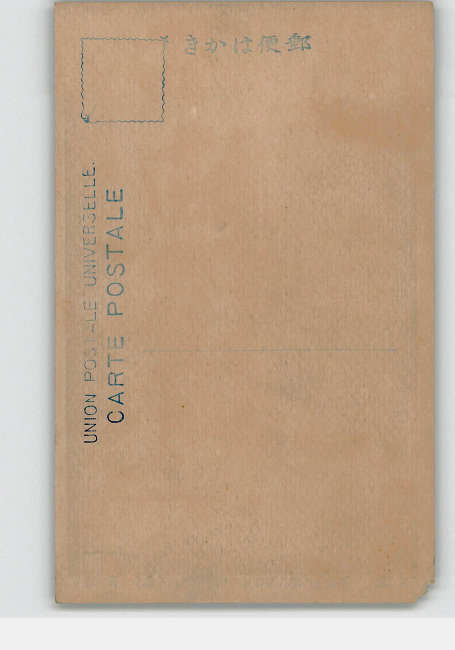 郵便はかき
UNION POSTALE UNIVERSELLE.
CARTE POSTALE